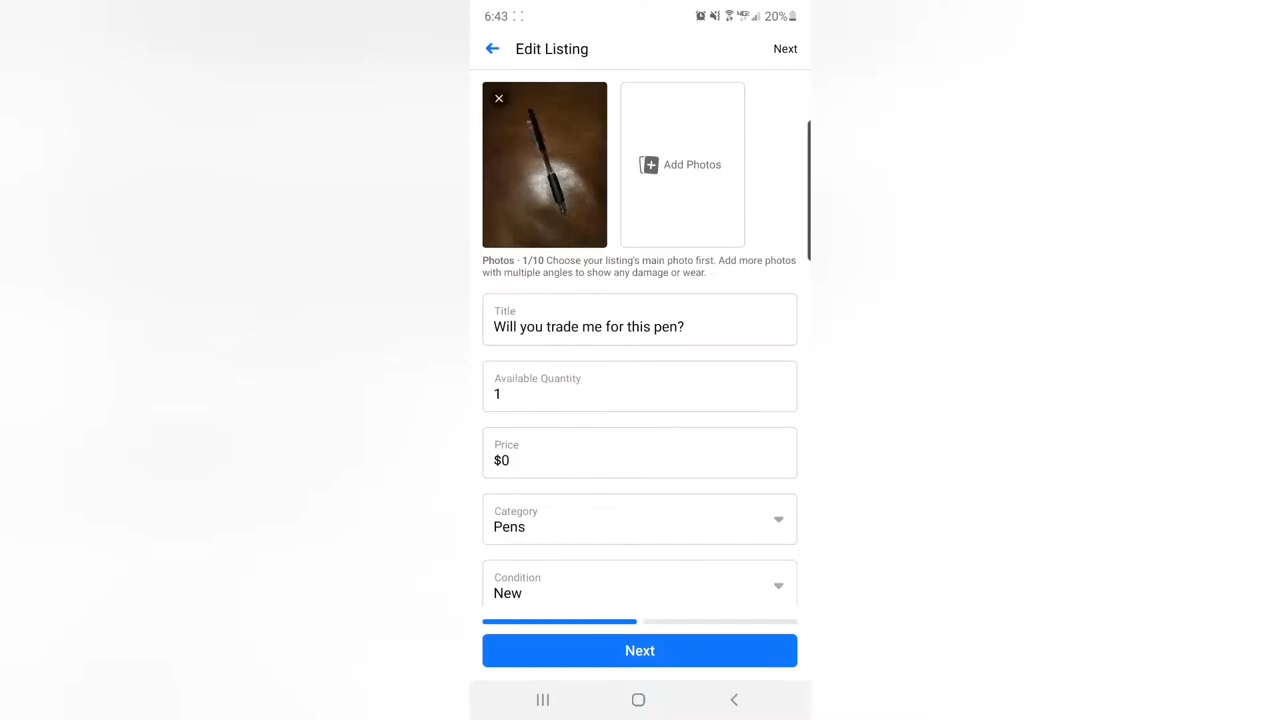 6:43
20%
Edit Listing
Next
Add Photos
Photos · 1/10 Choose your listing's main photo first. Add more photos
with multiple angles to show any damage or wear.
Title
Will you trade me for this pen?
Available Quantity
1
Price
$0
Category
Pens
Condition
New
Next